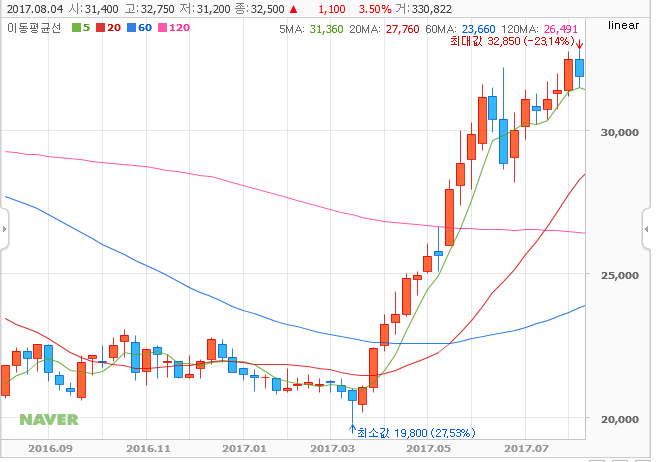 2017.08.04 시:31,400 고:32,750 저:31,200 종:32,500 ▲ 1,100 3.50% 거:330,822
이동평균선 5 20 60 120 5MA: 31,360 20MA: 27,760 60MA: 23,660 120MA: 26,491 linear
최대값 32,850 (-23,14%)
30,000
25,000
20,000
NAVER
최소값 19,800 (27,53%)
2016.09 2016.11 2017.01 2017.03 2017.05 2017.07